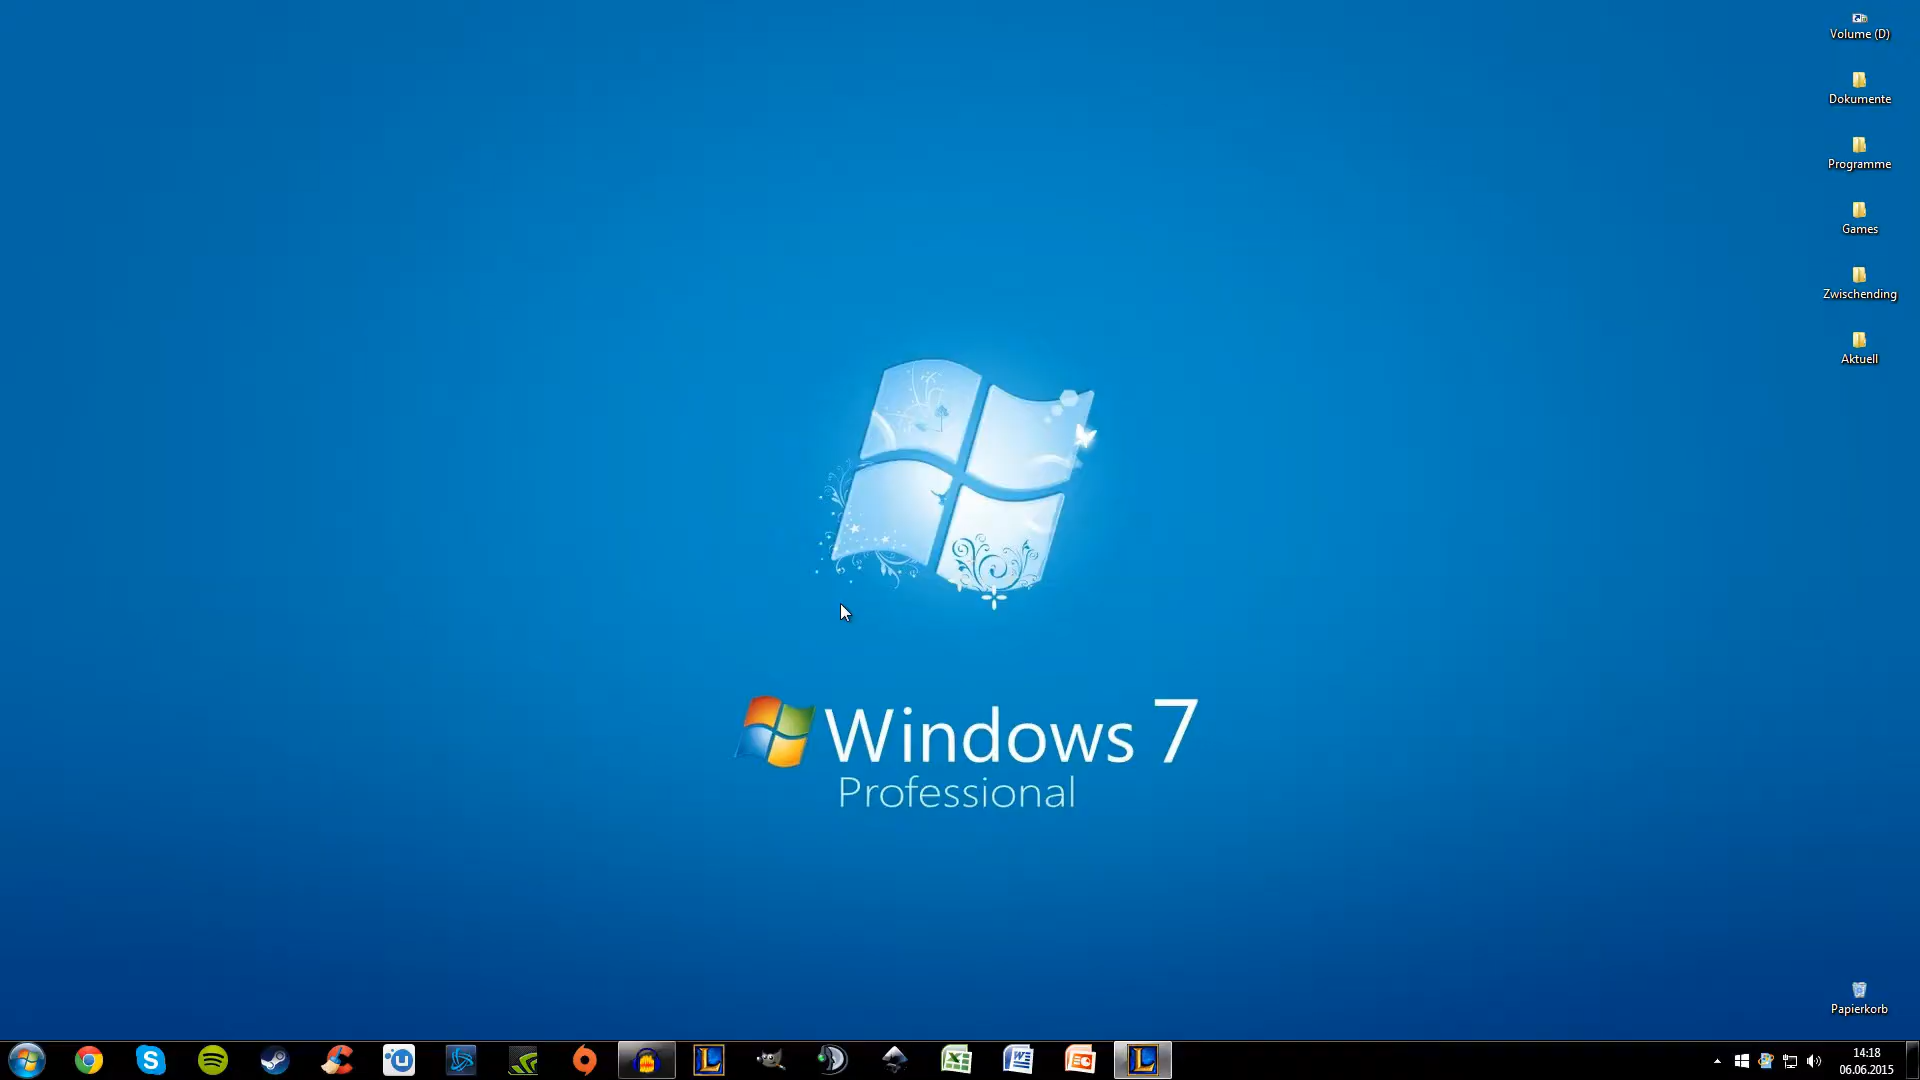 Volume (D)
Dokumente
Programme
Games
Zwischending
Aktuell
Windows 7
Professional
Papierkorb
14:18
06.06.2015